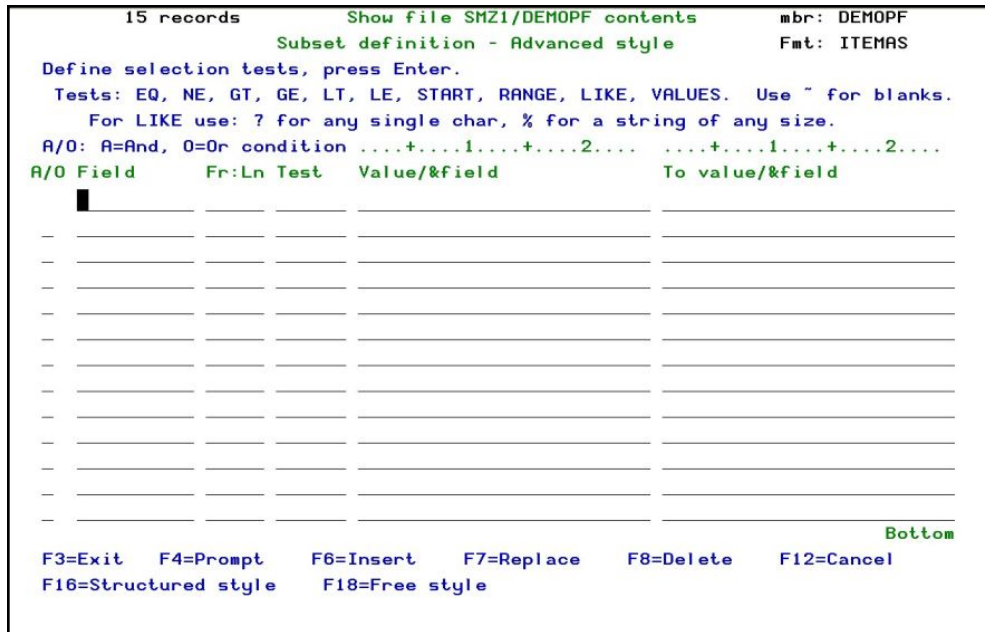 15 records Show file SMZ1/DEMOPF contents mbr: DEMOPF
Subset definition - Advanced style Fmt: ITEMAS
Define selection tests, press Enter.
Tests: EQ, NE, GT, GE, LT, LE, START, RANGE, LIKE, VALUES. Use ~ for blanks.
For LIKE use: ? for any single char, % for a string of any size.
A/O: A=And, O=Or condition ....+....1....+....2.... ....+....1....+....2....
A/O Field Fr:Ln Test Value/&field To value/&field
Bottom
F3=Exit F4=Prompt F6=Insert F7=Replace F8=Delete F12=Cancel
F16=Structured style F18=Free style